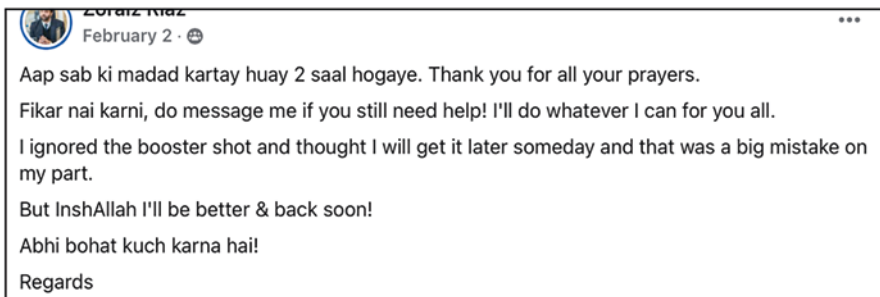 Zoraiz Riaz
February 2 ·
Aap sab ki madad kartay huay 2 saal hogaye. Thank you for all your prayers.
Fikar nai karni, do message me if you still need help! I'll do whatever I can for you all.
I ignored the booster shot and thought I will get it later someday and that was a big mistake on
my part.
But InshAllah I'll be better & back soon!
Abhi bohat kuch karna hai!
Regards